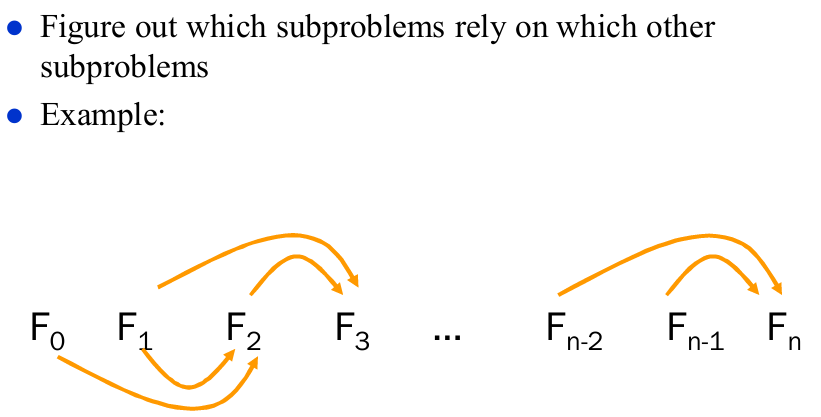 ● Figure out which subproblems rely on which other
subproblems
● Example:
F₀ F₁ F₂ F₃ ... Fₙ₋₂ Fₙ₋₁ Fₙ